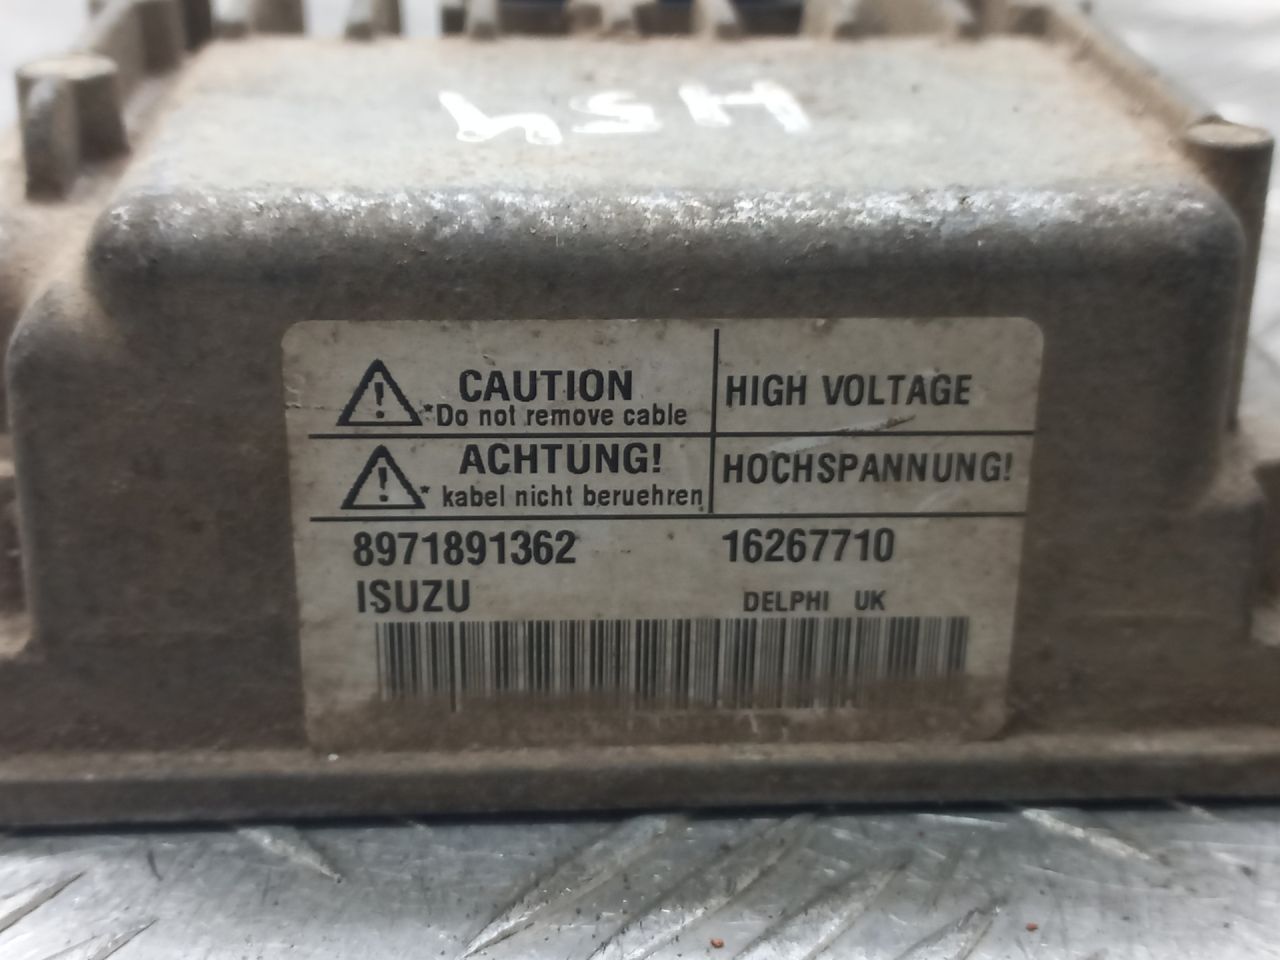 HSH
CAUTION
*Do not remove cable
HIGH VOLTAGE
ACHTUNG!
* kabel nicht beruehren
HOCHSPANNUNG!
8971891362 16267710
ISUZU DELPHI UK